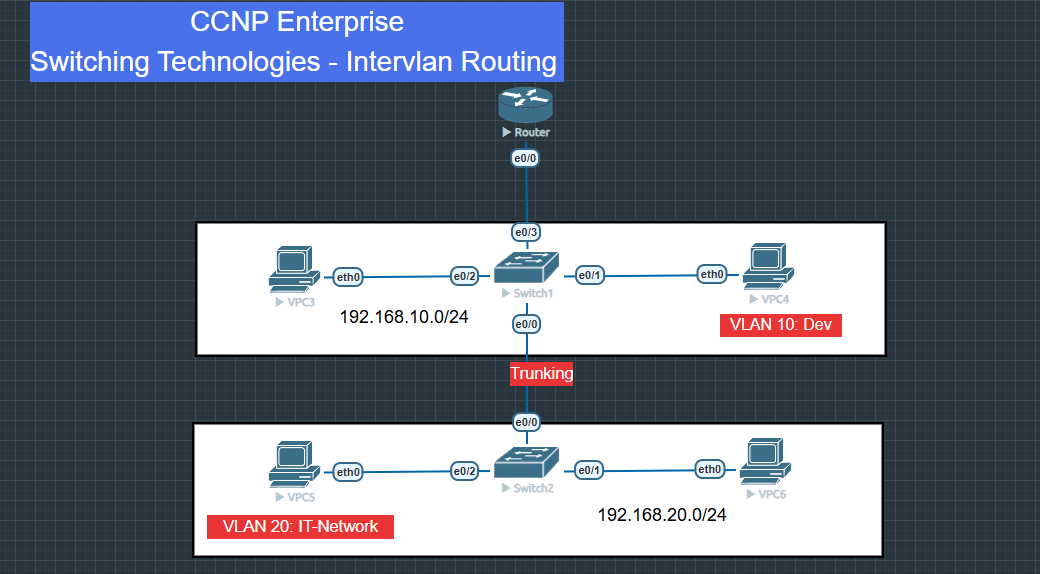 CCNP Enterprise
Switching Technologies - Intervlan Routing
Router
e0/0
e0/3
VPC3
eth0
e0/2
Switch1
e0/1
eth0
VPC4
192.168.10.0/24
VLAN 10: Dev
e0/0
Trunking
e0/0
VPC5
eth0
e0/2
Switch2
e0/1
eth0
VPC6
VLAN 20: IT-Network
192.168.20.0/24